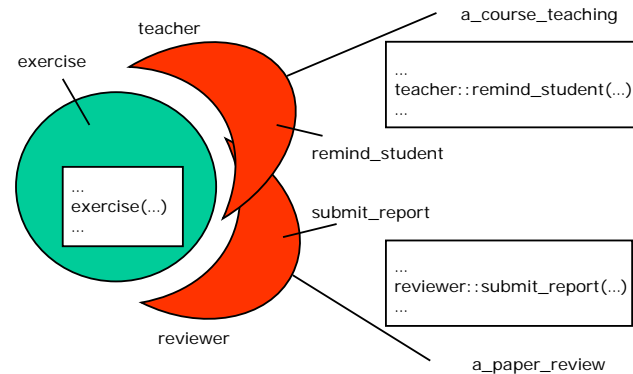 teacher
a_course_teaching
exercise
...
teacher::remind_student(...)
...
remind_student
...
exercise(...)
...
submit_report
...
reviewer::submit_report(...)
...
reviewer
a_paper_review